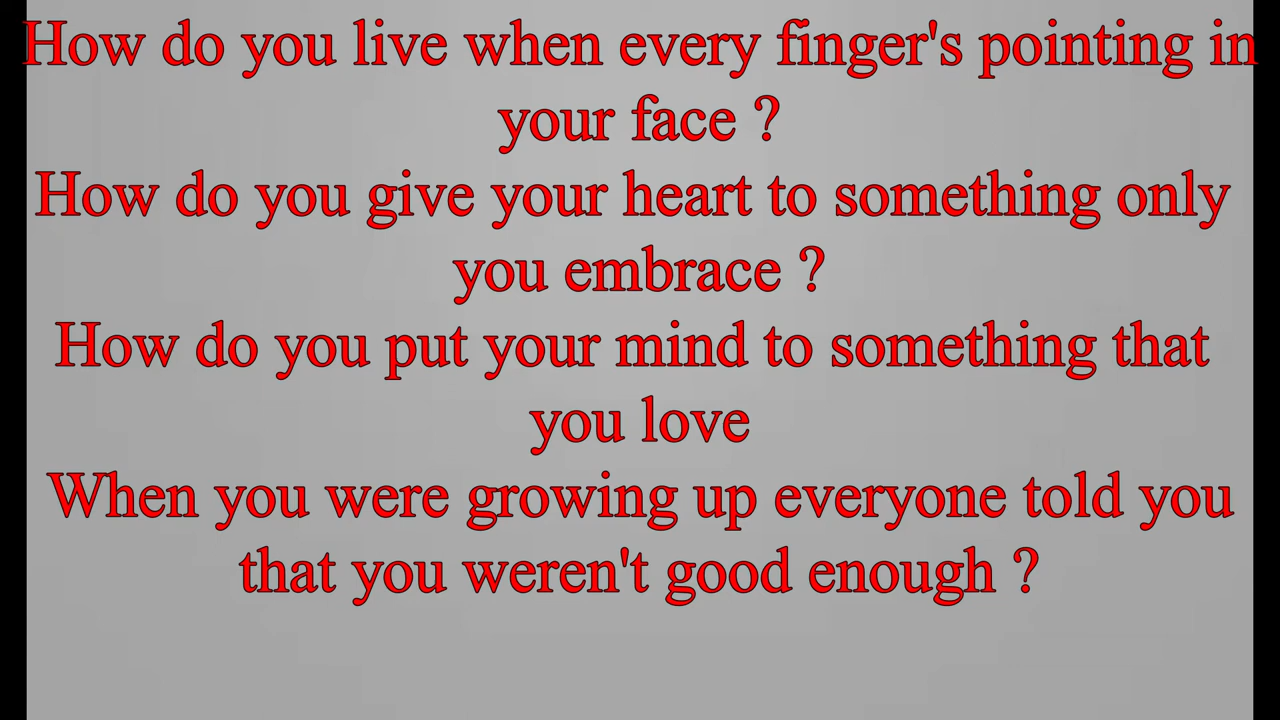 How do you live when every finger's pointing in
your face ?
How do you give your heart to something only
you embrace ?
How do you put your mind to something that
you love
When you were growing up everyone told you
that you weren't good enough ?